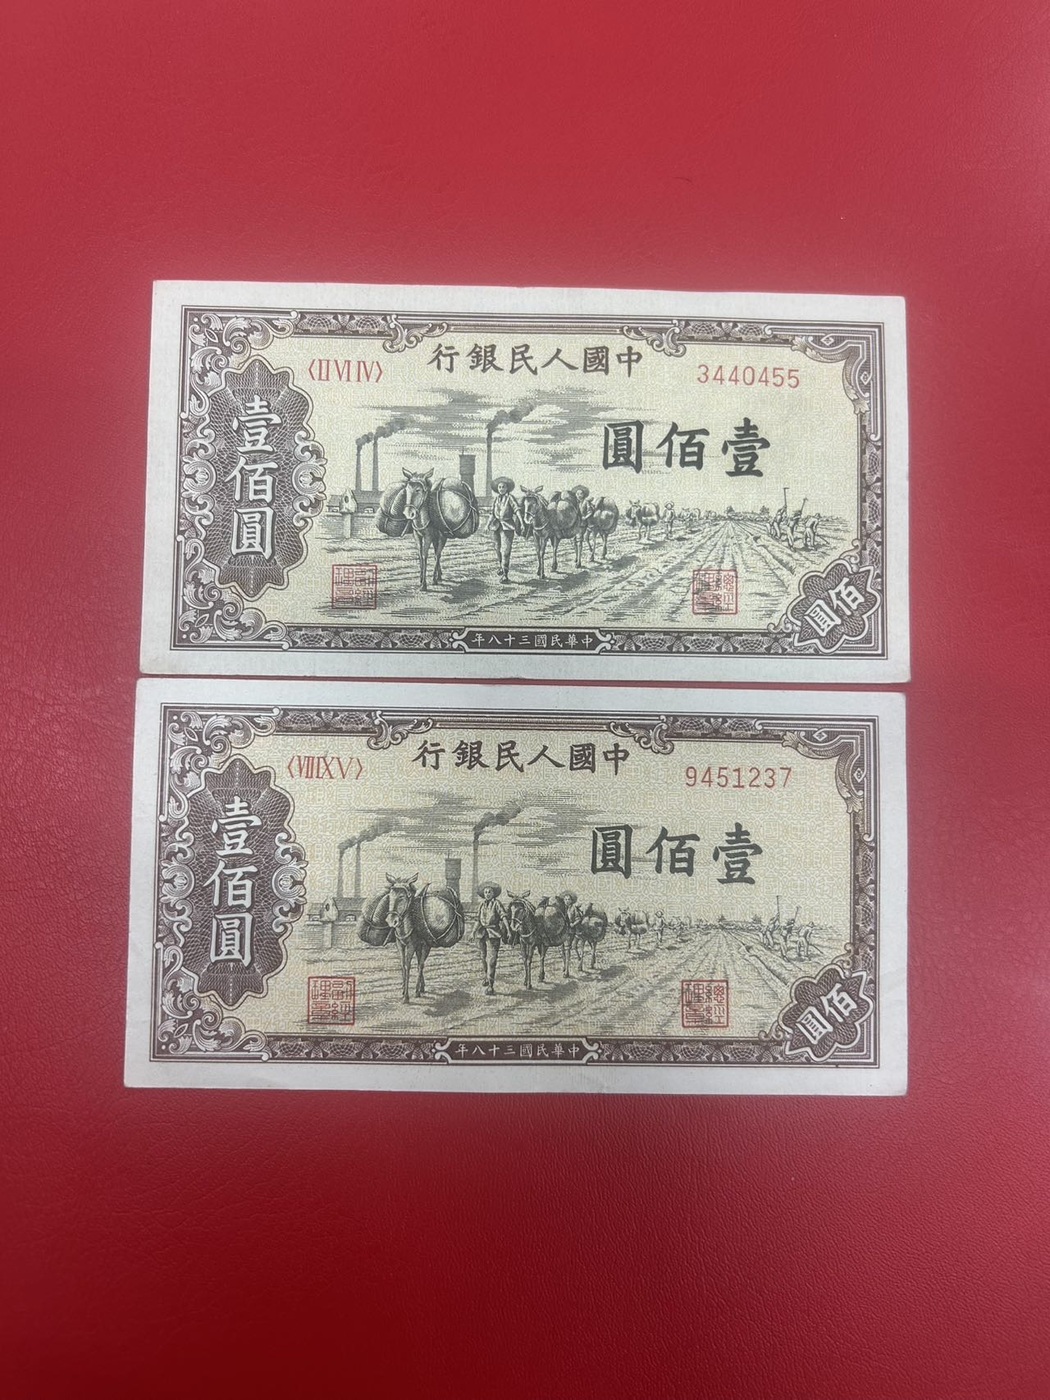 〈II VI IV〉
行銀民人國中
3440455
圓佰壹
壹佰圓
佰圓
年八十三國民華中
〈VIII X V〉
行銀民人國中
9451237
圓佰壹
壹佰圓
佰圓
年八十三國民華中